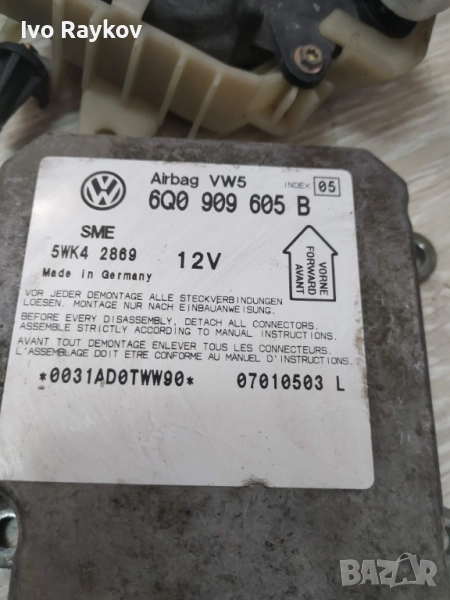 Ivo Raykov
Airbag VW5
INDEX 05
6Q0 909 605 B
SME
5WK4 2869
12V
Made in Germany
VORNE
FORWARD
AVANT
VOR JEDER DEMONTAGE ALLE STECKVERBINDUNGEN
LOESEN. MONTAGE NUR NACH EINBAUANWEISUNG.
BEFORE EVERY DISASSEMBLY, DETACH ALL CONNECTORS.
ASSEMBLE STRICTLY ACCORDING TO MANUAL INSTRUCTIONS.
AVANT TOUT DEMONTAGE ENLEVER TOUS LES CONNECTEURS.
L'ASSEMBLAGE DOIT ETRE CONFORME AU MANUEL D'INSTRUCTIONS.
*0031AD0TWW90*
07010503 L
bazar